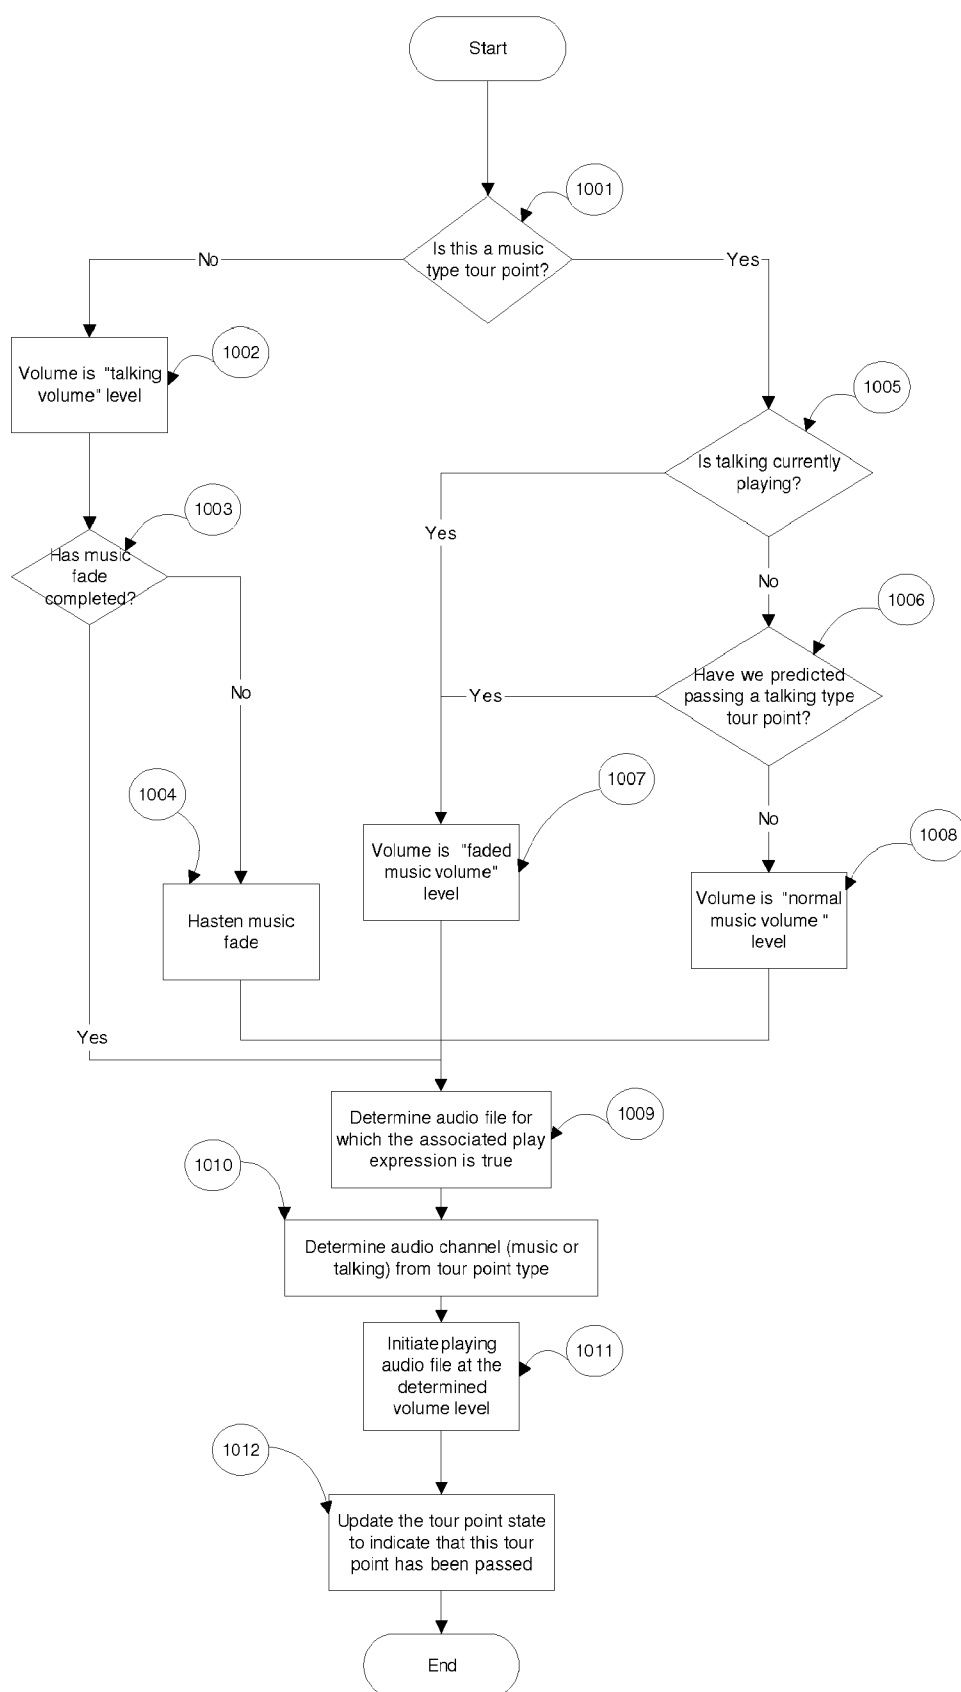 Start
1001
Is this a music
type tour point?
No
Yes
1002
Volume is "talking
volume" level
1005
Is talking currently
playing?
1003
Has music
fade
completed?
Yes
No
1006
Have we predicted
passing a talking type
tour point?
No
Yes
1004
1007
No
1008
Volume is "faded
music volume"
level
Volume is "normal
music volume "
level
Hasten music
fade
Yes
1009
Determine audio file for
which the associated play
expression is true
1010
Determine audio channel (music or
talking) from tour point type
1011
Initiate playing
audio file at the
determined
volume level
1012
Update the tour point state
to indicate that this tour
point has been passed
End